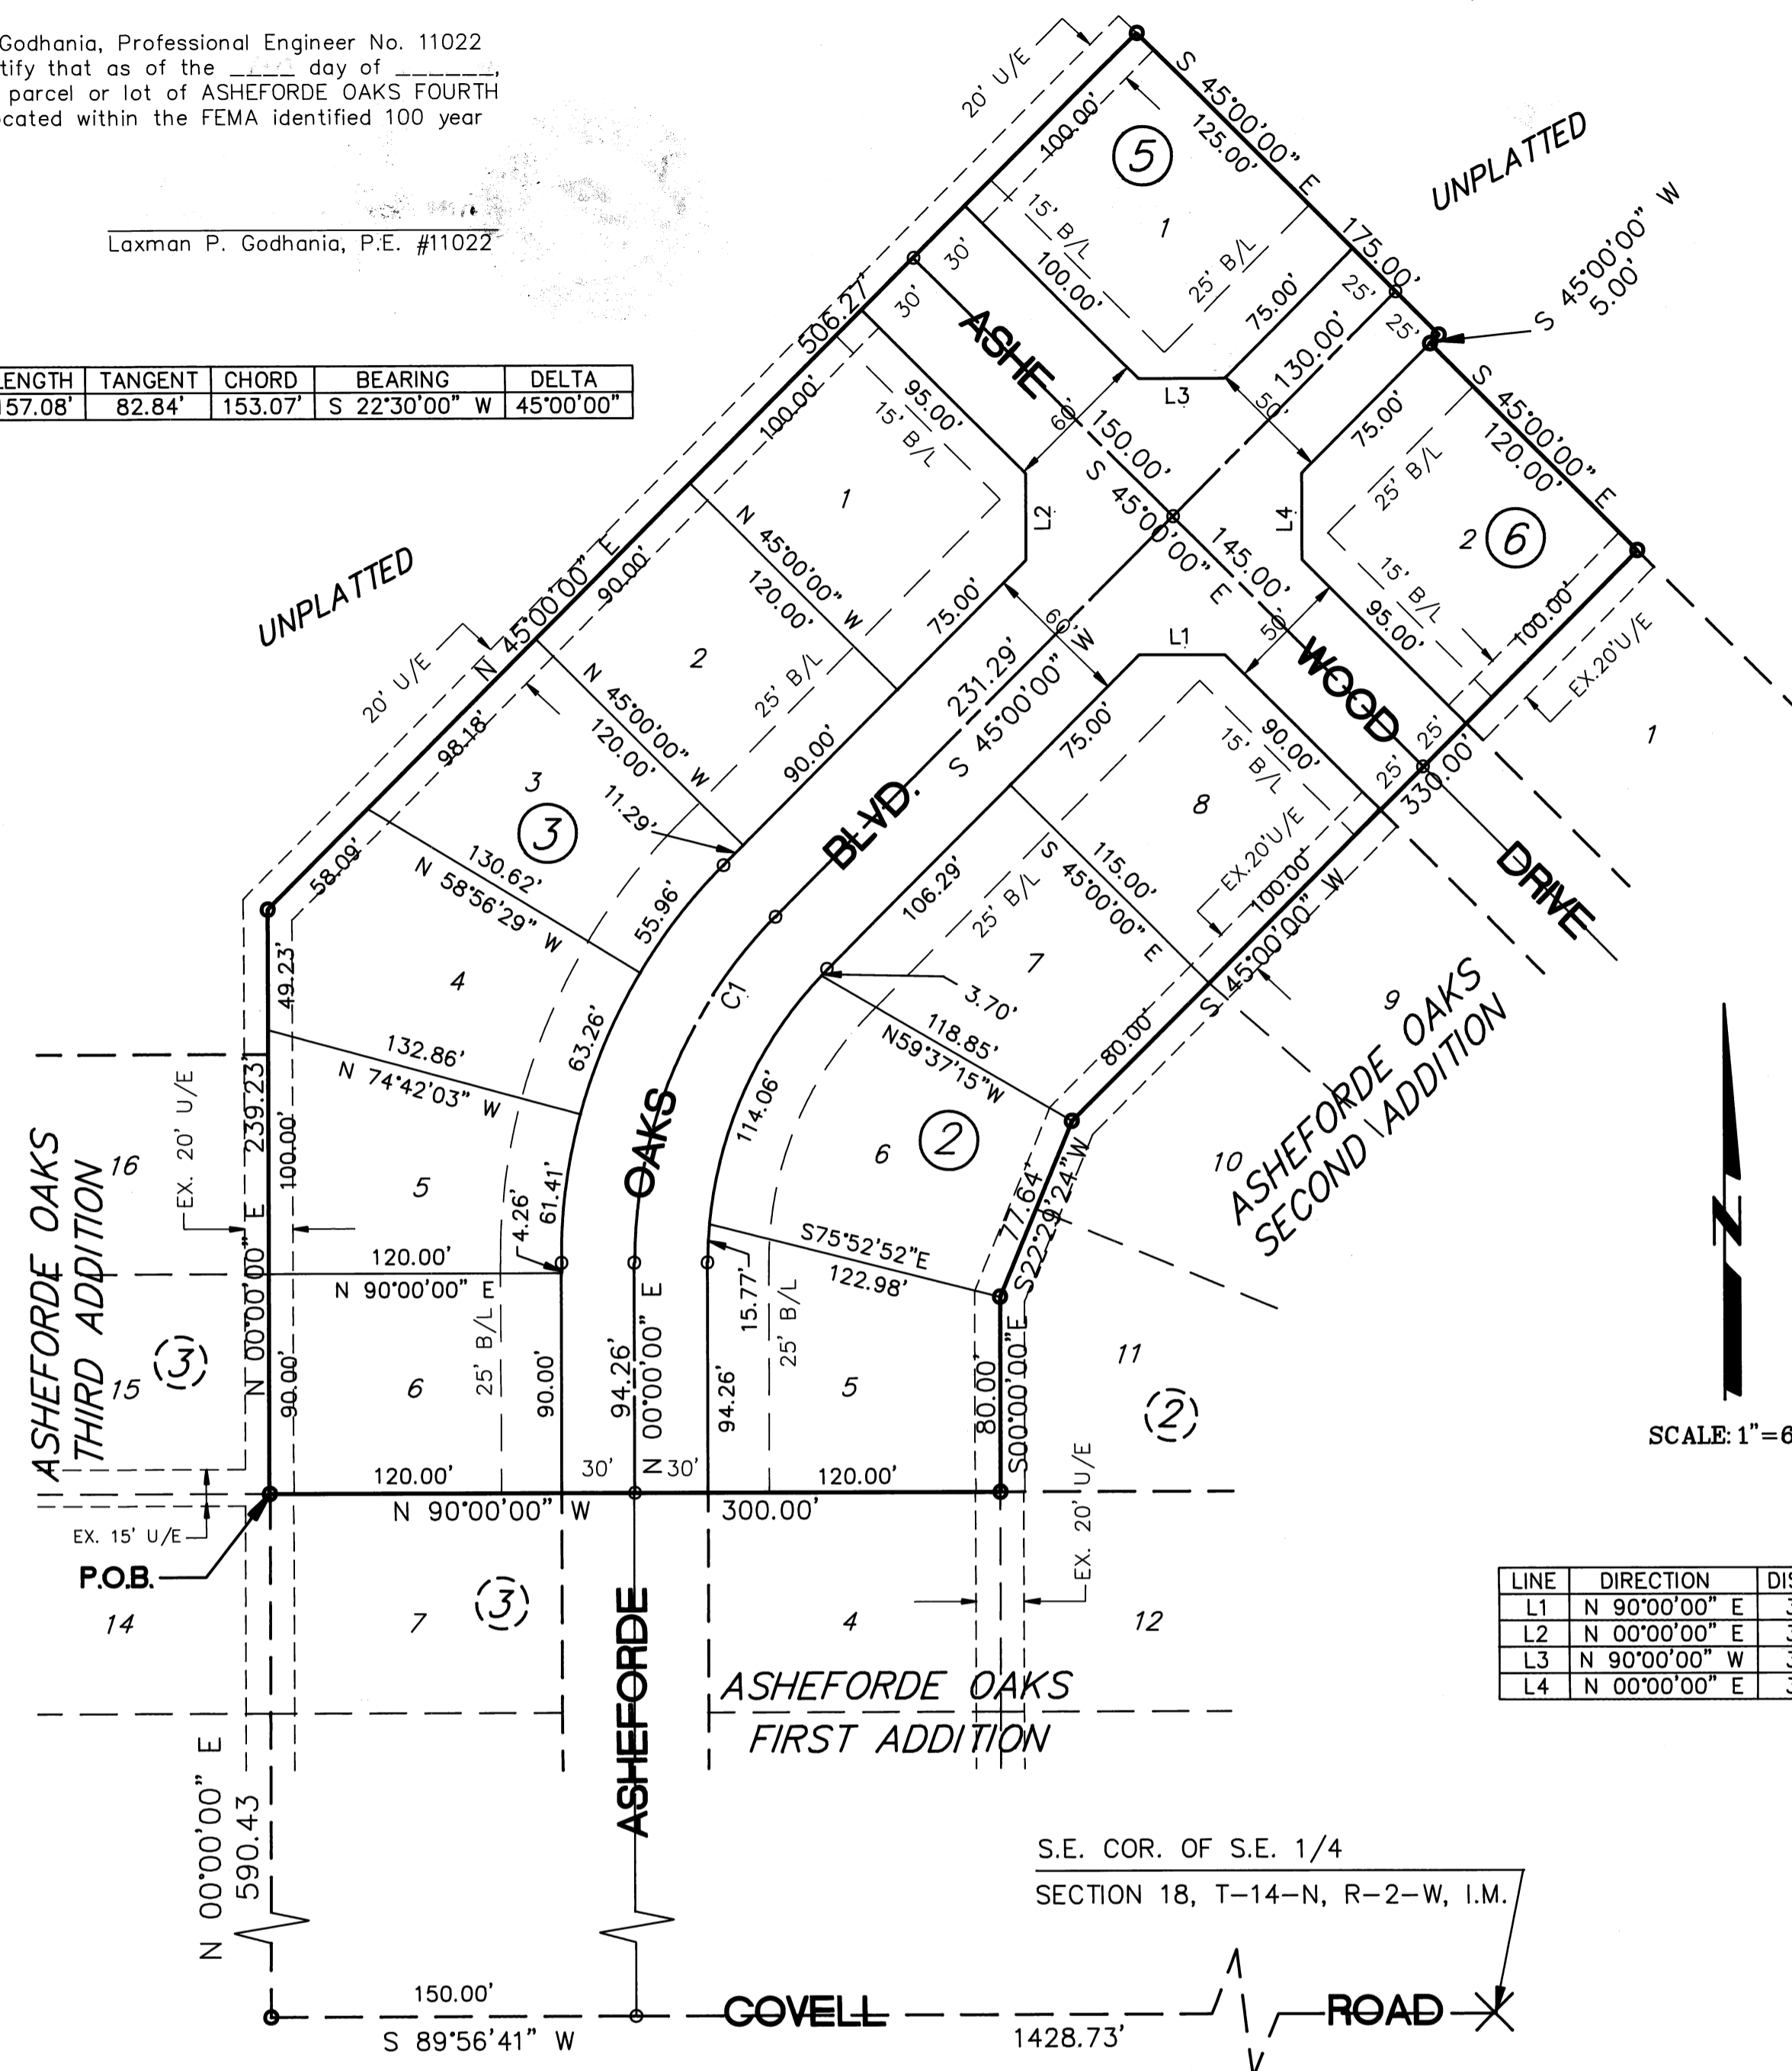 Godhania, Professional Engineer No. 11022
tify that as of the ____ day of ______,
parcel or lot of ASHEFORDE OAKS FOURTH
cated within the FEMA identified 100 year
Laxman P. Godhania, P.E. #11022
LENGTH TANGENT CHORD BEARING DELTA
157.08' 82.84' 153.07' S 22°30'00" W 45°00'00"
20' U/E
100.00'
S 45°00'00" E
125.00'
5
1
15' B/L
25' B/L
100.00'
75.00'
175.00'
UNPLATTED
S 45°00'00" W
5.00'
25'
25'
30'
30'
506.27'
ASHE
130.00'
L3
60'
50'
150.00'
S 45°00'00" E
100.00'
95.00'
15' B/L
1
L2
75.00'
S 45°00'00" E
120.00'
25' B/L
L4
2
6
15' B/L
95.00'
100.00'
EX.20'U/E
1
145.00'
50'
WOOD
25'
25'
330.00'
DRIVE
UNPLATTED
20' U/E
N 45°00'00" E
90.00'
N 45°00'00" W
120.00'
2
75.00'
25' B/L
60'
231.29'
S 45°00'00" W
L1
98.18'
N 45°00'00" W
120.00'
90.00'
3
3
11.29'
BLVD.
75.00'
90.00'
15' B/L
8
EX.20'U/E
100.00'
S 45°00'00" W
58.09'
130.62'
N 58°56'29" W
55.96'
106.29'
115.00'
S 45°00'00" E
25' B/L
7
C1
3.70'
118.85'
N59°37'15"W
80.00'
9
ASHEFORDE OAKS
SECOND ADDITION
49.23'
4
132.86'
N 74°42'03" W
63.26'
114.06'
OAKS
6
2
10
77.64'
S22°29'24"W
ASHEFORDE OAKS
THIRD ADDITION
16
EX. 20' U/E
239.23'
N 00°00'00" E
100.00'
5
61.41'
4.26'
120.00'
N 90°00'00" E
S75°52'52"E
122.98'
15.77'
25' B/L
15
3
90.00'
6
25' B/L
90.00'
94.26'
N 00°00'00" E
94.26'
5
80.00'
S00°00'00"E
11
2
SCALE: 1"=6
N
120.00'
30'
30'
120.00'
N 90°00'00" W
300.00'
EX. 15' U/E
P.O.B.
EX. 20' U/E
14
7
3
4
12
ASHEFORDE
ASHEFORDE OAKS
FIRST ADDITION
LINE DIRECTION DIS
L1 N 90°00'00" E 3
L2 N 00°00'00" E 3
L3 N 90°00'00" W 3
L4 N 00°00'00" E 3
N 00°00'00" E
590.43
S.E. COR. OF S.E. 1/4
SECTION 18, T-14-N, R-2-W, I.M.
150.00'
S 89°56'41" W
COVELL
1428.73'
ROAD